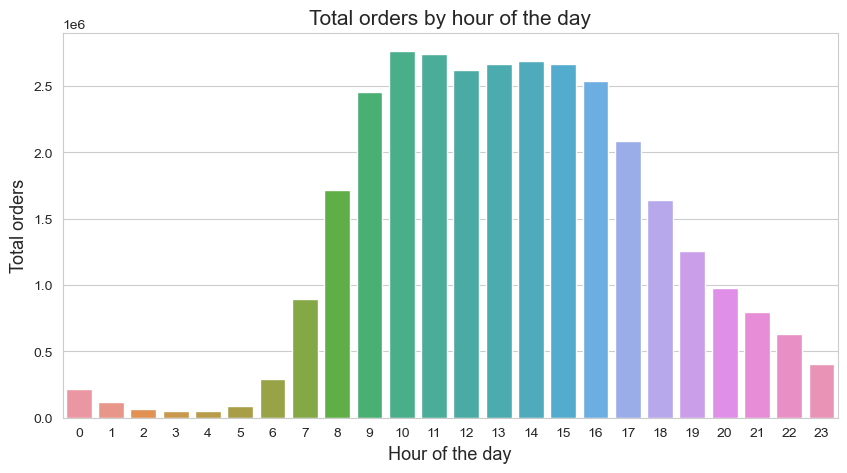 Total orders by hour of the day
1e6
2.5
2.0
1.5
1.0
0.5
0.0
Total orders
0 1 2 3 4 5 6 7 8 9 10 11 12 13 14 15 16 17 18 19 20 21 22 23
Hour of the day